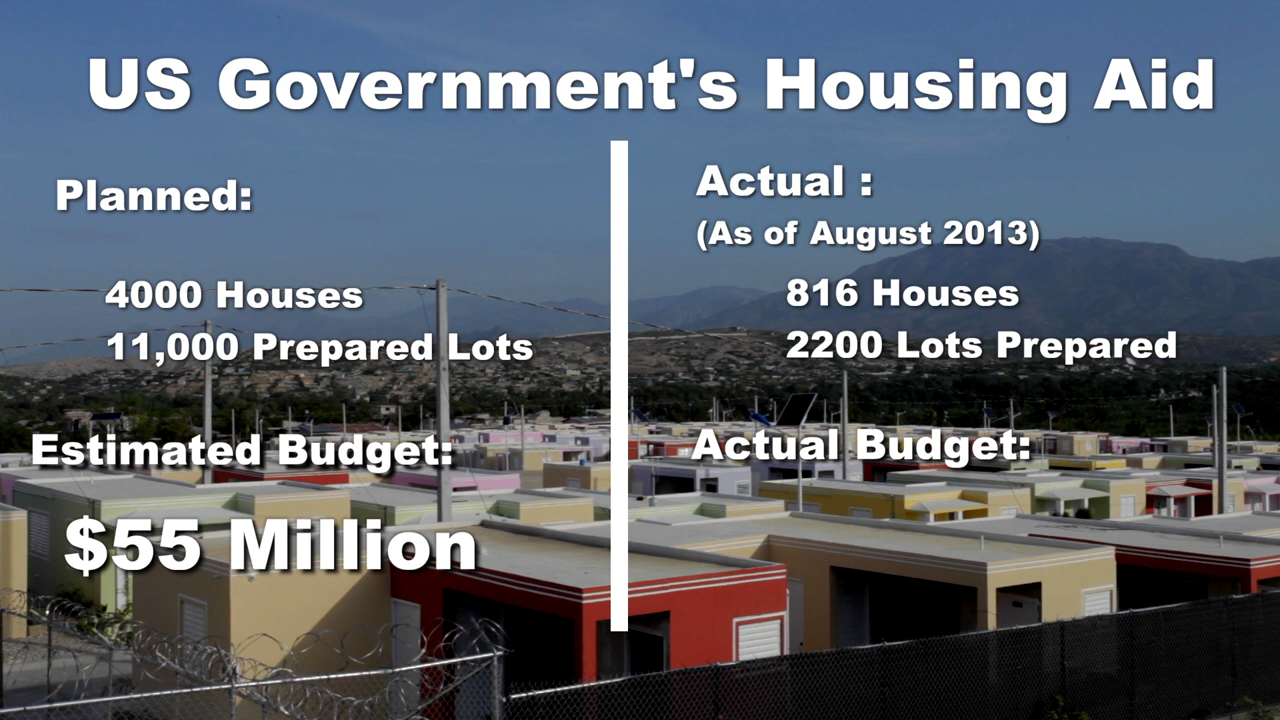 US Government's Housing Aid
Planned:
4000 Houses
11,000 Prepared Lots
Estimated Budget:
$55 Million
Actual :
(As of August 2013)
816 Houses
2200 Lots Prepared
Actual Budget: